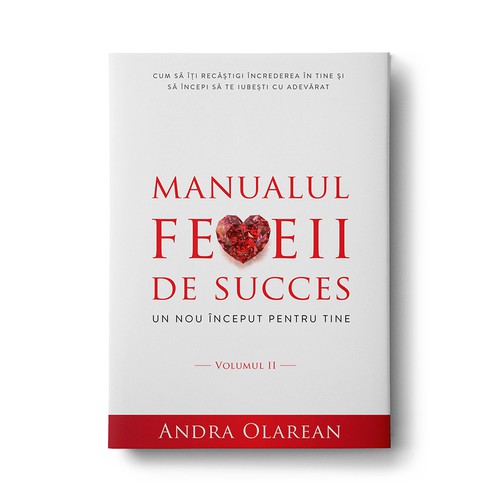 CUM SĂ ÎȚI RECÂȘTIGI ÎNCREDEREA ÎN TINE ȘI
SĂ ÎNCEPI SĂ TE IUBEȘTI CU ADEVĂRAT
MANUALUL
FE❤EII
DE SUCCES
UN NOU ÎNCEPUT PENTRU TINE
VOLUMUL II
ANDRA OLAREAN